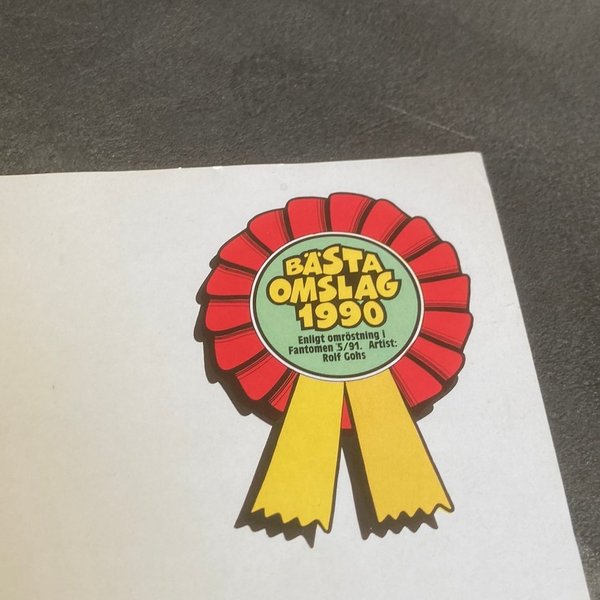 BÄSTA
OMSLAG
1990
Enligt omröstning i
Fantomen 5/91. Artist:
Rolf Gohs